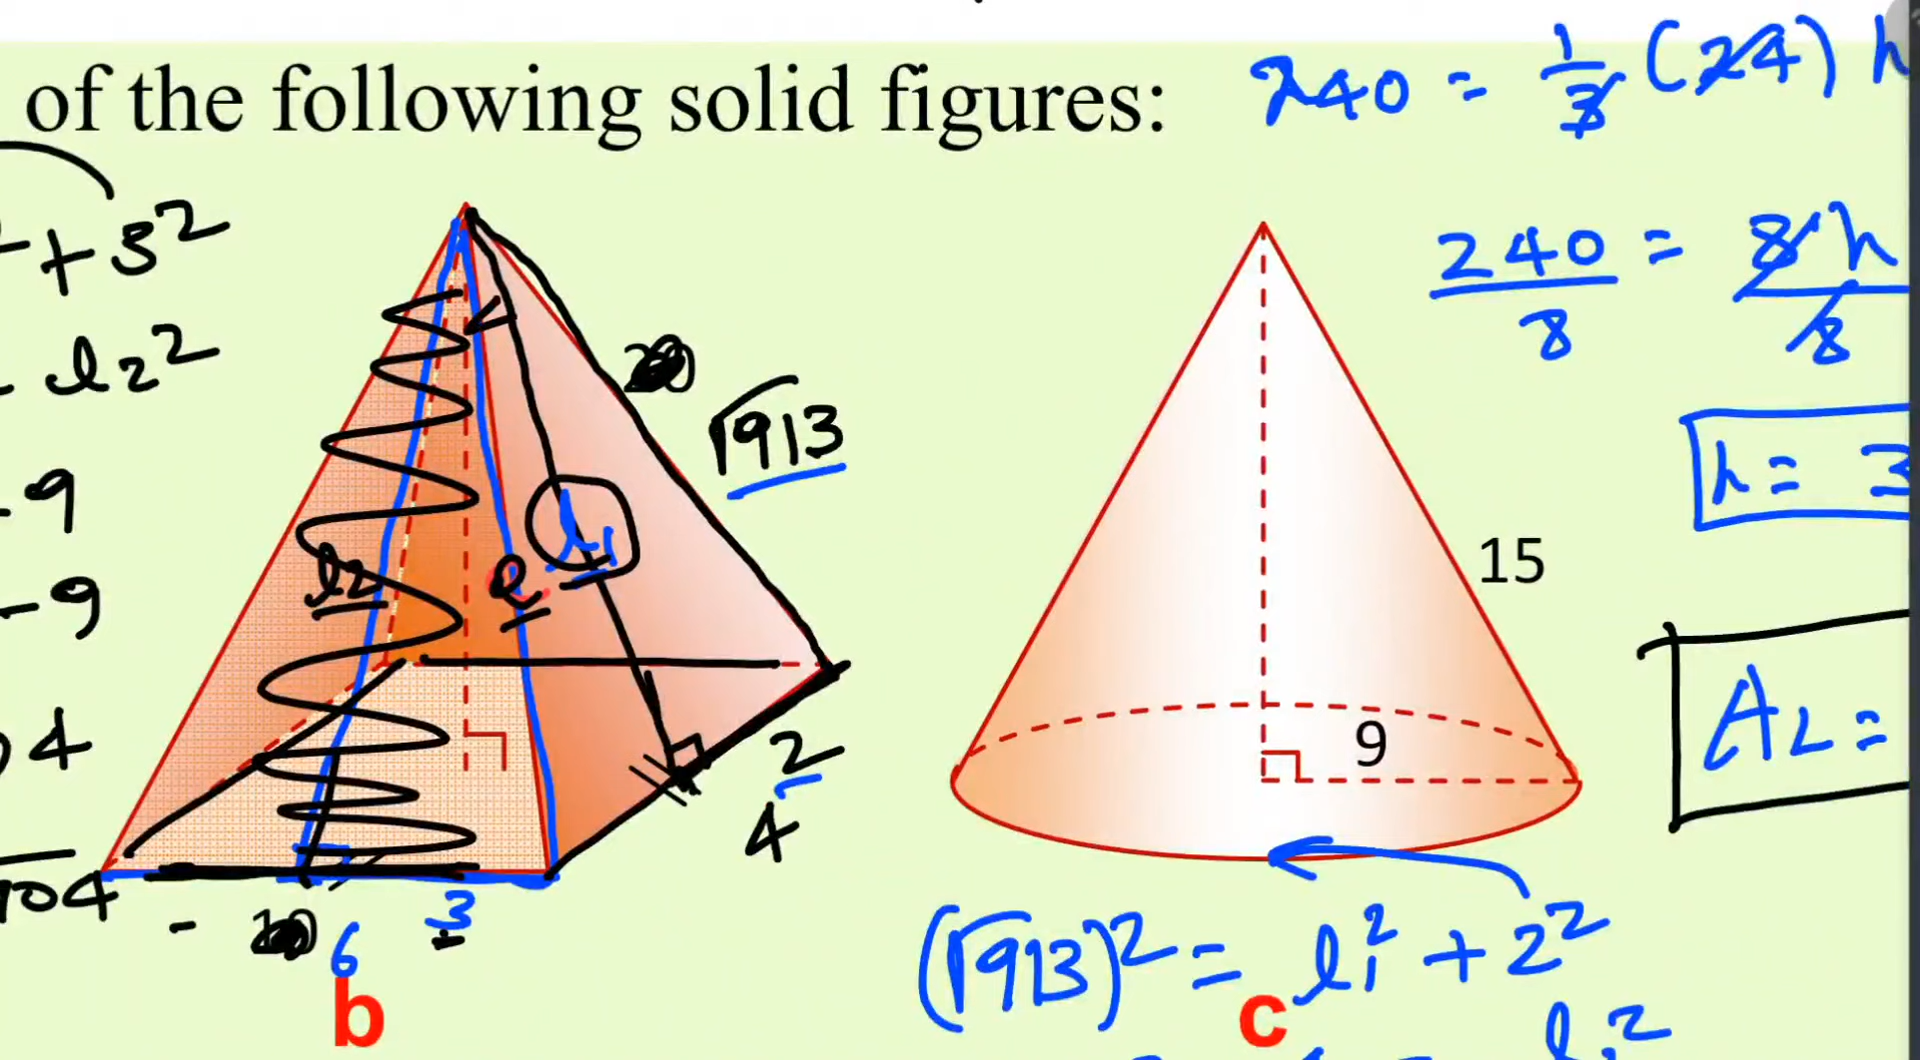 of the following solid figures:
240 = 1/3 (24) h
+ 3²
240/8 = 8h/8
l₂²
√913
- 9
h = 3
l₁
15
l₂
l
- 9
A_L =
2
9
4
4
√104
- 6 3
(√913)² = l₁² + 2²
b
c